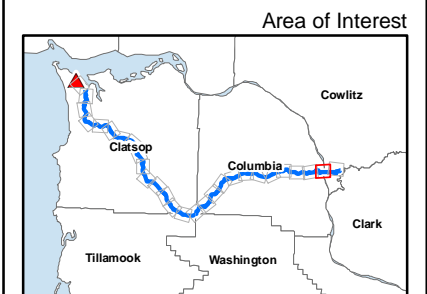 Area of Interest
Cowlitz
Clatsop
Columbia
Clark
Tillamook
Washington